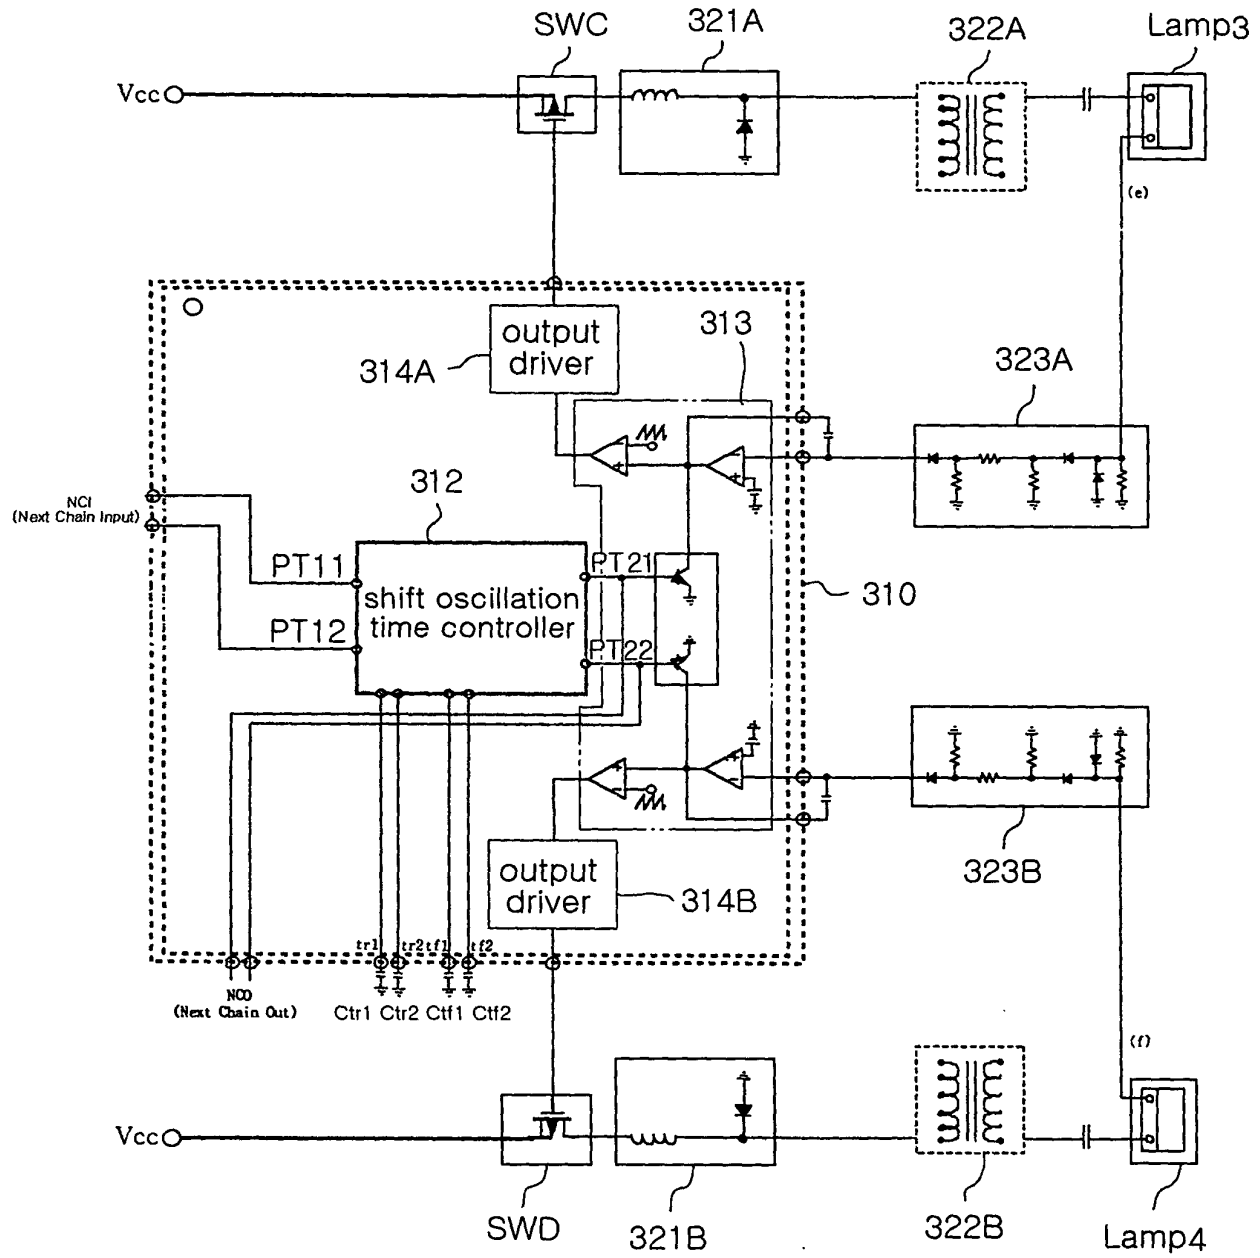 SWC
321A
322A
Lamp3
Vcc
(e)
output
driver
314A
313
323A
312
NCI
(Next Chain Input)
PT11
PT21
shift oscillation
time controller
310
PT12
PT22
output
driver
314B
323B
tr1
tr2
tf1
tf2
NCO
(Next Chain Out)
Ctr1
Ctr2
Ctf1
Ctf2
(f)
Vcc
SWD
321B
322B
Lamp4